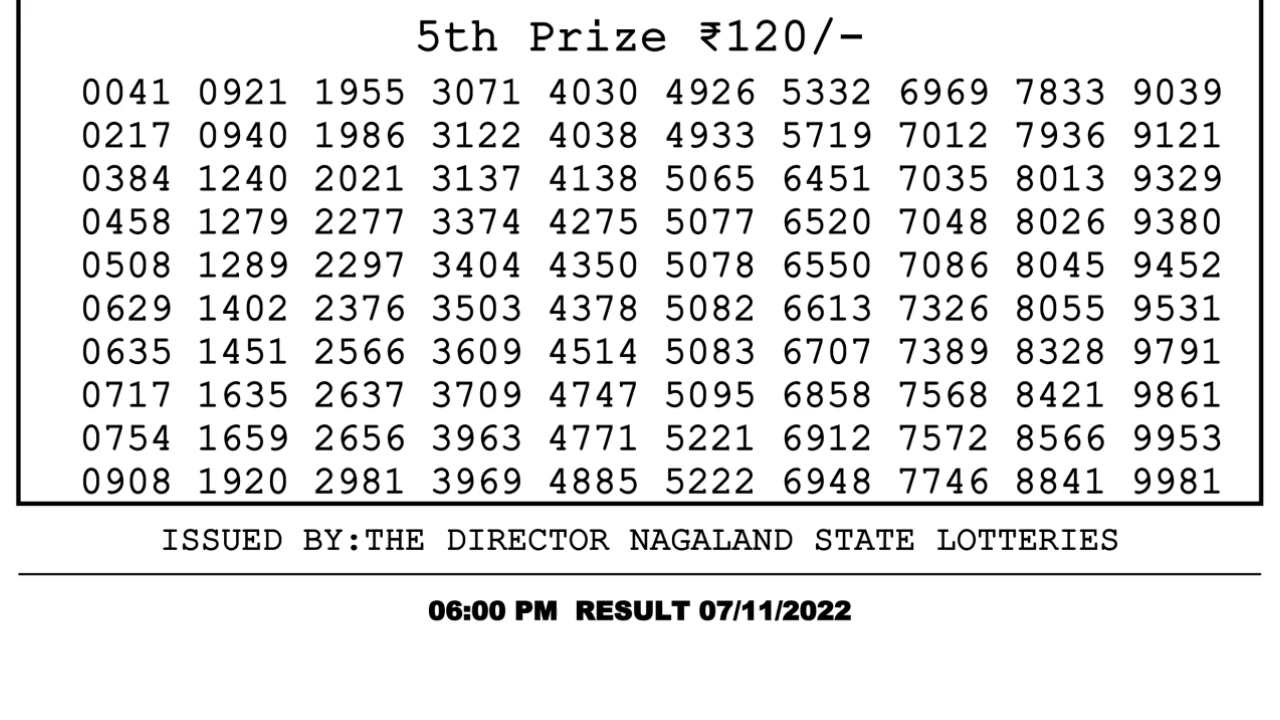 5th Prize ₹120/-
0041 0921 1955 3071 4030 4926 5332 6969 7833 9039
0217 0940 1986 3122 4038 4933 5719 7012 7936 9121
0384 1240 2021 3137 4138 5065 6451 7035 8013 9329
0458 1279 2277 3374 4275 5077 6520 7048 8026 9380
0508 1289 2297 3404 4350 5078 6550 7086 8045 9452
0629 1402 2376 3503 4378 5082 6613 7326 8055 9531
0635 1451 2566 3609 4514 5083 6707 7389 8328 9791
0717 1635 2637 3709 4747 5095 6858 7568 8421 9861
0754 1659 2656 3963 4771 5221 6912 7572 8566 9953
0908 1920 2981 3969 4885 5222 6948 7746 8841 9981
ISSUED BY:THE DIRECTOR NAGALAND STATE LOTTERIES
06:00 PM RESULT 07/11/2022